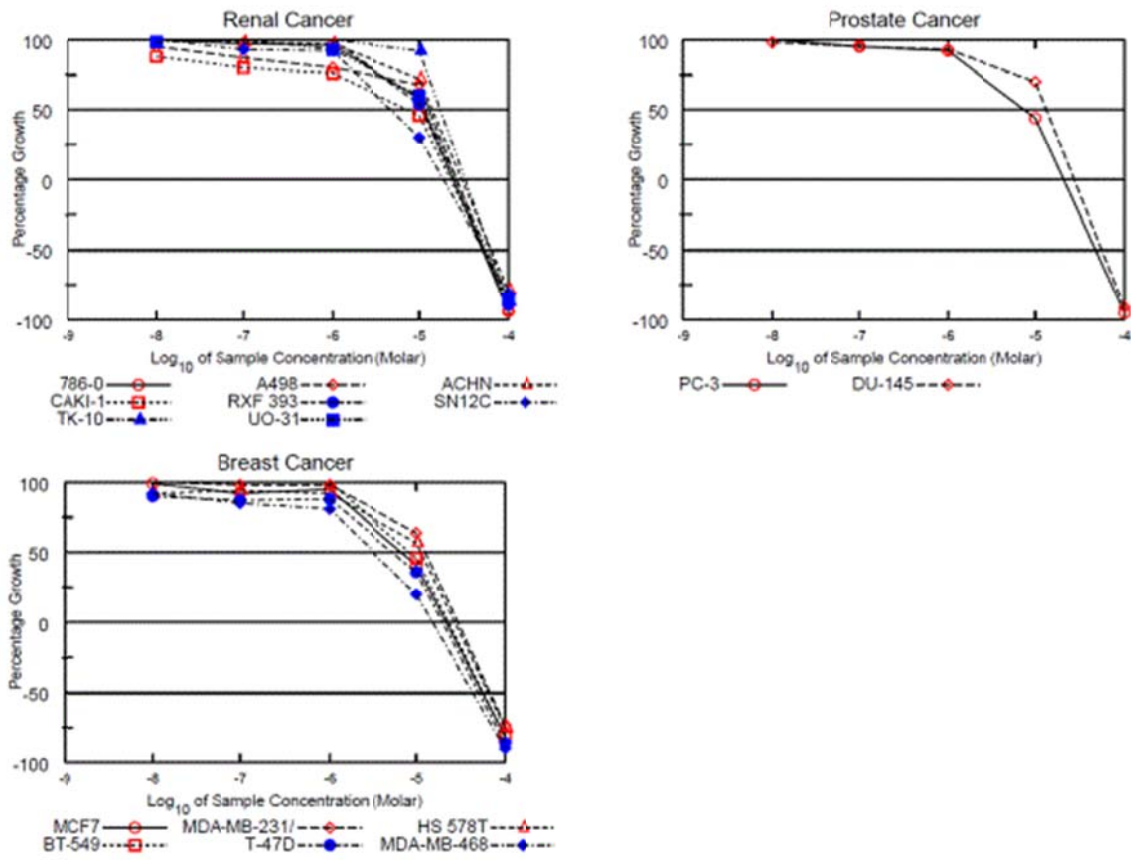 Renal Cancer
100
50
0
-50
-100
Percentage Growth
-9 -8 -7 -6 -5 -4
Log10 of Sample Concentration (Molar)
786-0 A498 ACHN
CAKI-1 RXF 393 SN12C
TK-10 UO-31
Prostate Cancer
100
50
0
-50
-100
Percentage Growth
-9 -8 -7 -6 -5 -4
Log10 of Sample Concentration (Molar)
PC-3 DU-145
Breast Cancer
100
50
0
-50
-100
Percentage Growth
-9 -8 -7 -6 -5 -4
Log10 of Sample Concentration (Molar)
MCF7 MDA-MB-231/ HS 578T
BT-549 T-47D MDA-MB-468